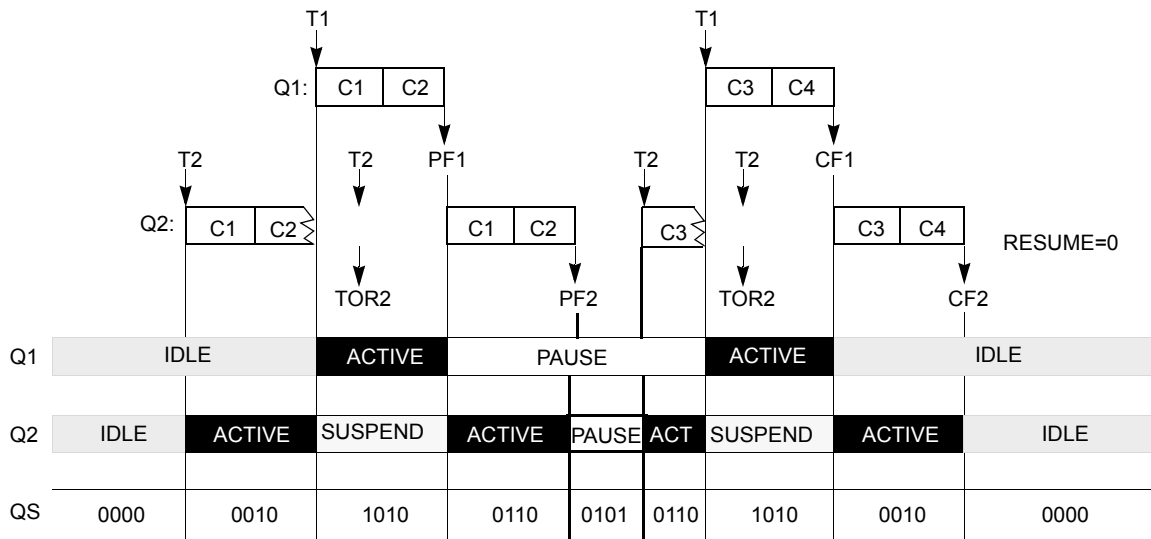 T1 T1
Q1: C1 C2 C3 C4
T2 T2 PF1 T2 T2 CF1
Q2: C1 C2 C1 C2 C3 C3 C4
RESUME=0
TOR2 PF2 TOR2 CF2
Q1 IDLE ACTIVE PAUSE ACTIVE IDLE
Q2 IDLE ACTIVE SUSPEND ACTIVE PAUSE ACT SUSPEND ACTIVE IDLE
QS 0000 0010 1010 0110 0101 0110 1010 0010 0000